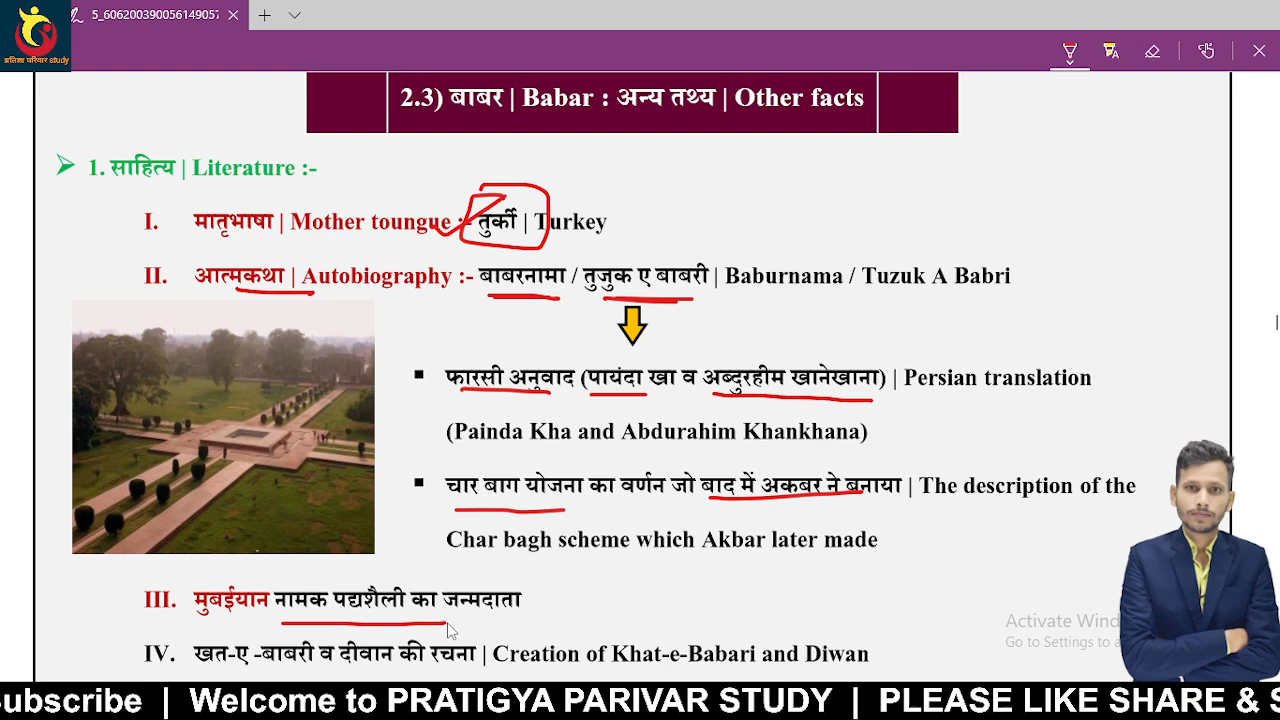 5_606200390056149057
प्रतिज्ञा परिवार study
2.3) बाबर | Babar : अन्य तथ्य | Other facts
1. साहित्य | Literature :-
I. मातृभाषा | Mother toungue :- तुर्की | Turkey
II. आत्मकथा | Autobiography :- बाबरनामा / तुजुक ए बाबरी | Baburnama / Tuzuk A Babri
फारसी अनुवाद (पायंदा खा व अब्दुरहीम खानेखाना) | Persian translation
(Painda Kha and Abdurahim Khankhana)
चार बाग योजना का वर्णन जो बाद में अकबर ने बनाया | The description of the
Char bagh scheme which Akbar later made
III. मुबईयान नामक पद्यशैली का जन्मदाता
Activate Wind
Go to Settings to a
IV. खत-ए -बाबरी व दीवान की रचना | Creation of Khat-e-Babari and Diwan
-ubscribe | Welcome to PRATIGYA PARIVAR STUDY | PLEASE LIKE SHARE & S